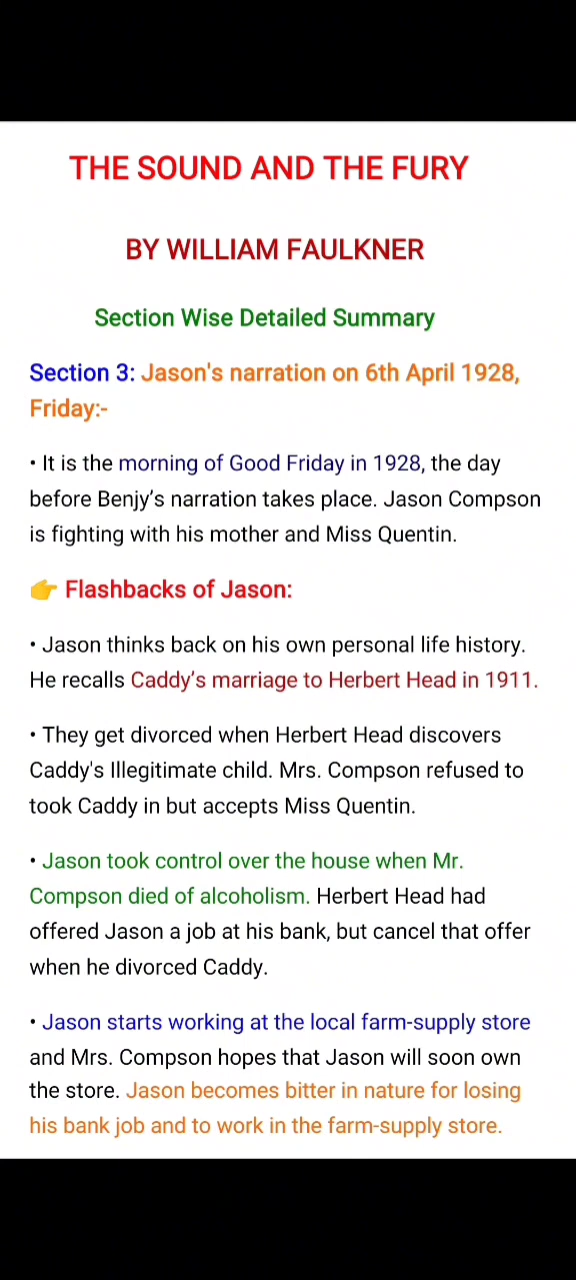 THE SOUND AND THE FURY
BY WILLIAM FAULKNER
Section Wise Detailed Summary
Section 3: Jason's narration on 6th April 1928,
Friday:-
• It is the morning of Good Friday in 1928, the day
before Benjy's narration takes place. Jason Compson
is fighting with his mother and Miss Quentin.
👉 Flashbacks of Jason:
• Jason thinks back on his own personal life history.
He recalls Caddy's marriage to Herbert Head in 1911.
• They get divorced when Herbert Head discovers
Caddy's Illegitimate child. Mrs. Compson refused to
took Caddy in but accepts Miss Quentin.
• Jason took control over the house when Mr.
Compson died of alcoholism. Herbert Head had
offered Jason a job at his bank, but cancel that offer
when he divorced Caddy.
• Jason starts working at the local farm-supply store
and Mrs. Compson hopes that Jason will soon own
the store. Jason becomes bitter in nature for losing
his bank job and to work in the farm-supply store.